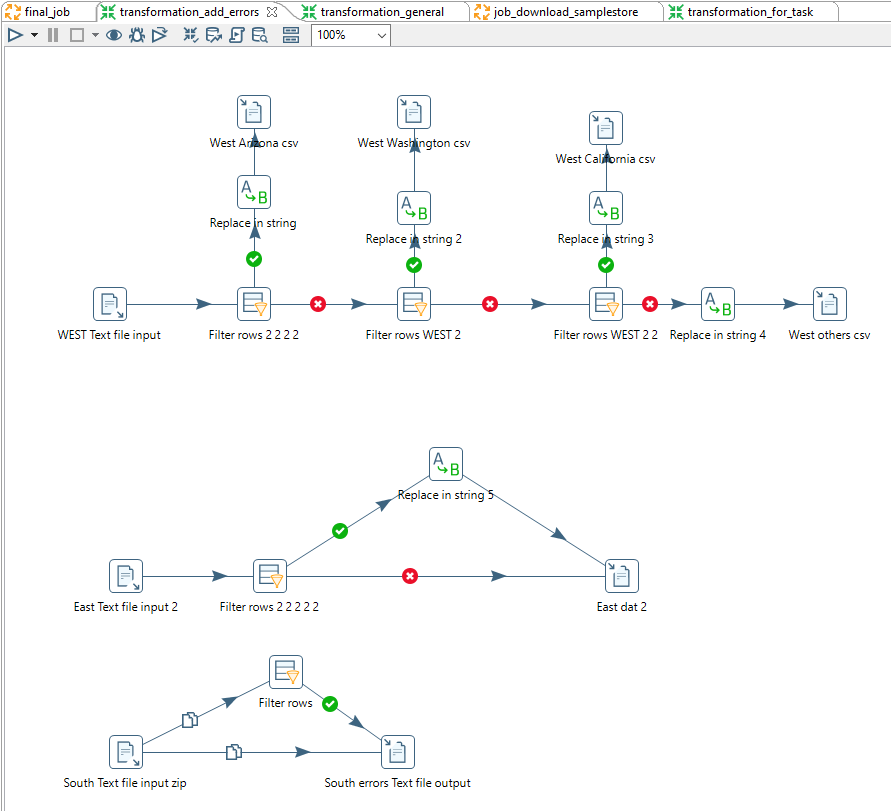 final_job
transformation_add_errors
transformation_general
job_download_samplestore
transformation_for_task
100%
West Arizona csv
West Washington csv
West California csv
Replace in string
Replace in string 2
Replace in string 3
WEST Text file input
Filter rows 2 2 2 2
Filter rows WEST 2
Filter rows WEST 2 2
Replace in string 4
West others csv
Replace in string 5
East Text file input 2
Filter rows 2 2 2 2 2
East dat 2
Filter rows
South Text file input zip
South errors Text file output